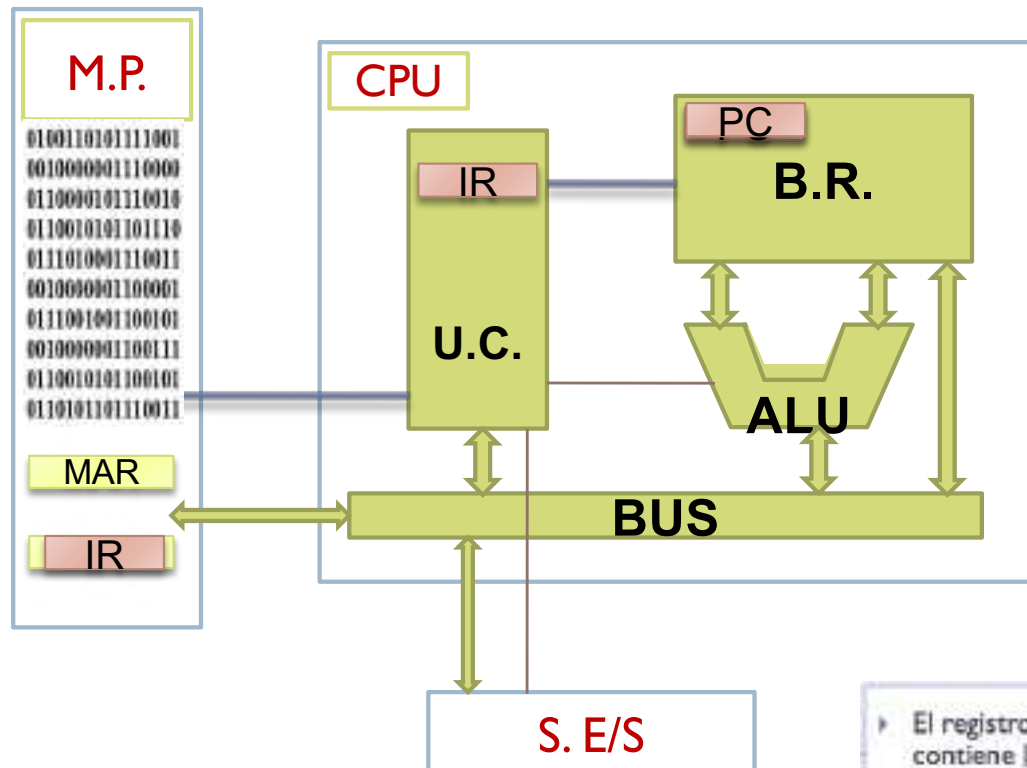 M.P.
0100110101111001
0010000001110000
0110000101110010
0110010101101110
0111010001110011
0010000001100001
0111001001100101
0010000001100111
0110010101100101
0110101101110011
MAR
IR
CPU
IR
U.C.
PC
B.R.
ALU
BUS
S. E/S
El registro
contiene